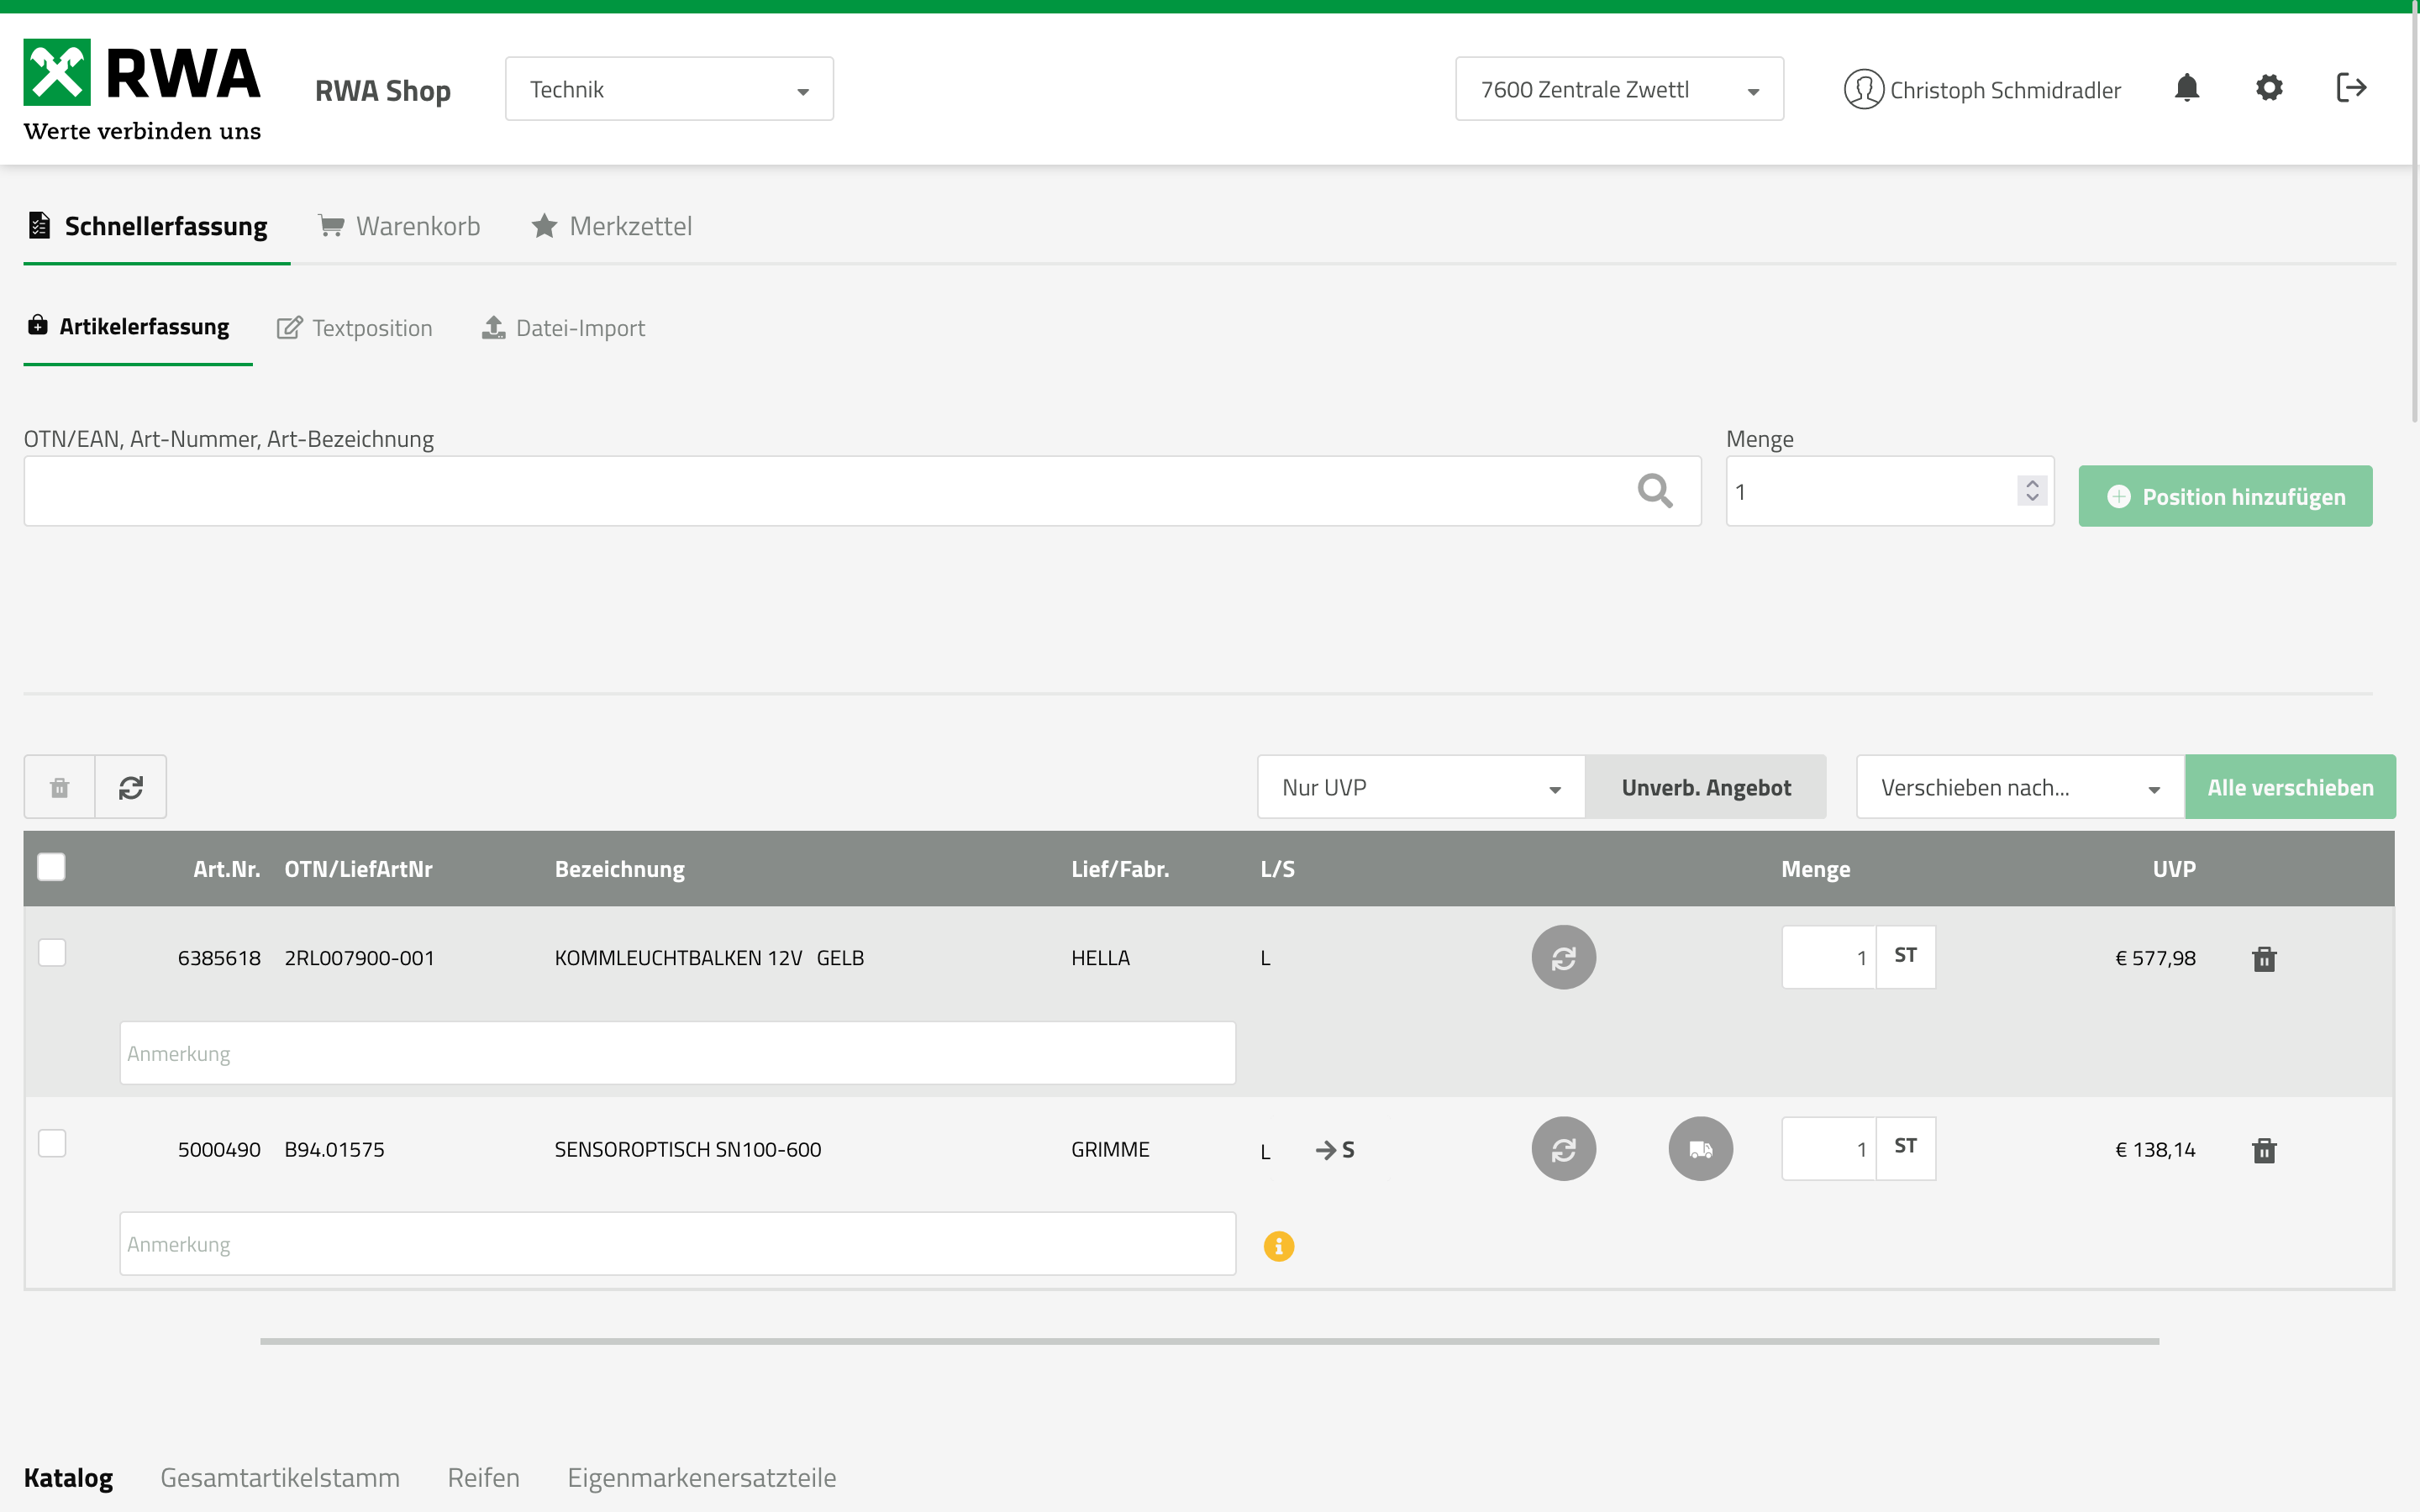 RWA
Werte verbinden uns
RWA Shop
Technik
7600 Zentrale Zwettl
Christoph Schmidradler
Schnellerfassung
Warenkorb
Merkzettel
Artikelerfassung
Textposition
Datei-Import
OTN/EAN, Art-Nummer, Art-Bezeichnung
Menge
1
Position hinzufügen
Nur UVP
Unverb. Angebot
Verschieben nach...
Alle verschieben
Art.Nr. OTN/LiefArtNr Bezeichnung Lief/Fabr. L/S Menge UVP
6385618 2RL007900-001 KOMMLEUCHTBALKEN 12V GELB HELLA L 1 ST € 577,98
Anmerkung
5000490 B94.01575 SENSOROPTISCH SN100-600 GRIMME L S 1 ST € 138,14
Anmerkung
Katalog
Gesamtartikelstamm
Reifen
Eigenmarkenersatzteile